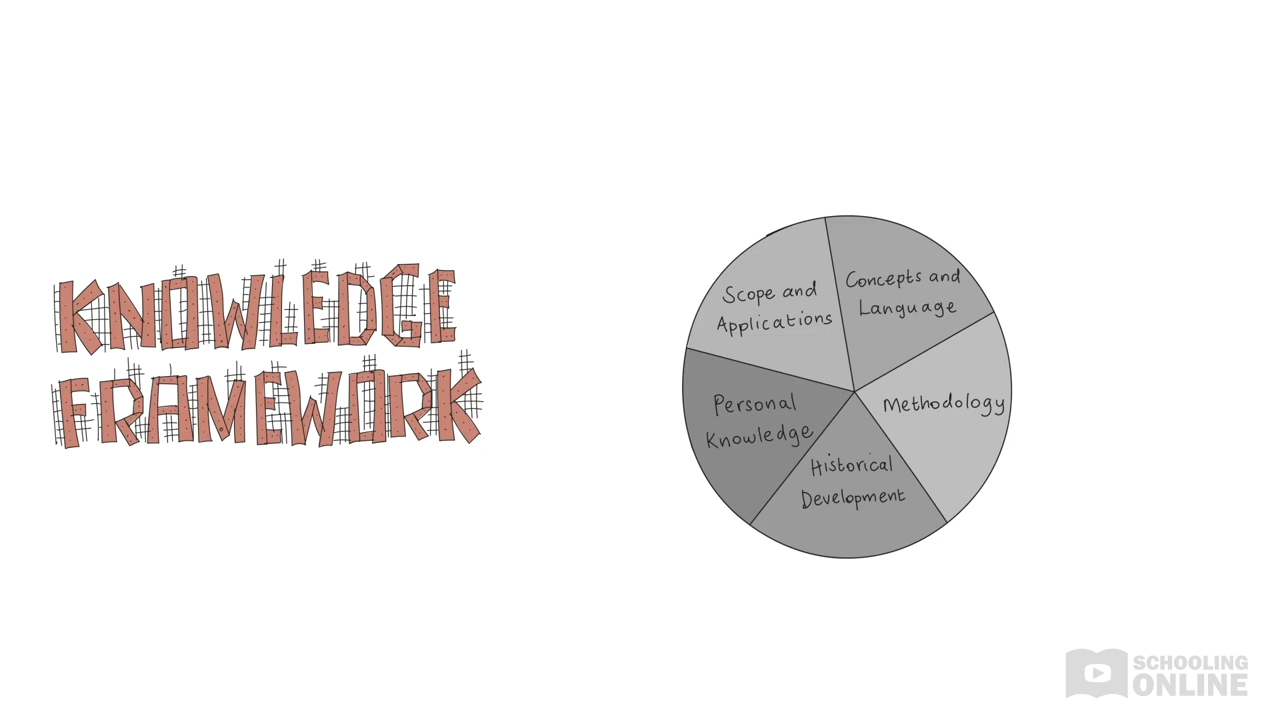 KNOWLEDGE
FRAMEWORK
Scope and
Applications
Concepts and
Language
Methodology
Personal
Knowledge
Historical
Development
SCHOOLING
ONLINE